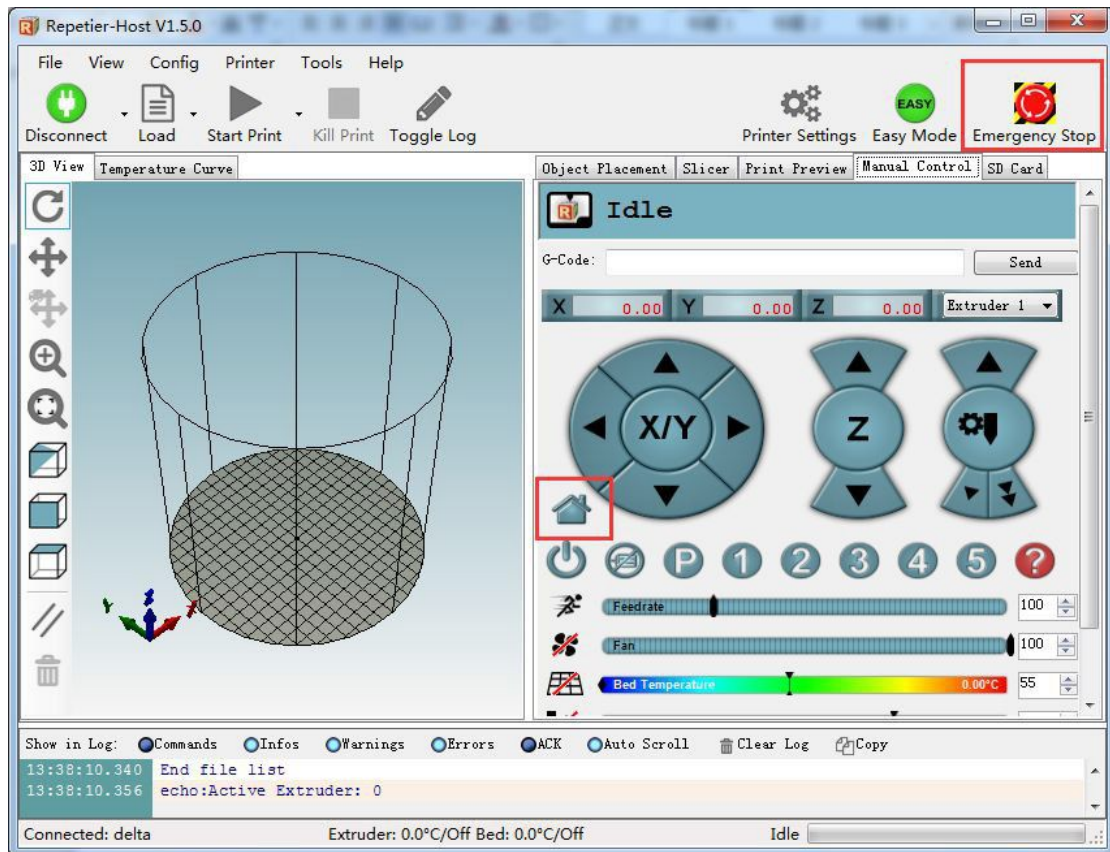 Repetier-Host V1.5.0
File View Config Printer Tools Help
Disconnect Load Start Print Kill Print Toggle Log Printer Settings EASY Easy Mode Emergency Stop
3D View Temperature Curve Object Placement Slicer Print Preview Manual Control SD Card
R Idle
G-Code: Send
X 0.00 Y 0.00 Z 0.00 Extruder 1
X/Y Z
P 1 2 3 4 5 ?
Feedrate 100
Fan 100
Bed Temperature 0.00°C 55
Y Z X
Show in Log: Commands Infos Warnings Errors ACK Auto Scroll Clear Log Copy
13:38:10.340 End file list
13:38:10.356 echo:Active Extruder: 0
Connected: delta Extruder: 0.0°C/Off Bed: 0.0°C/Off Idle